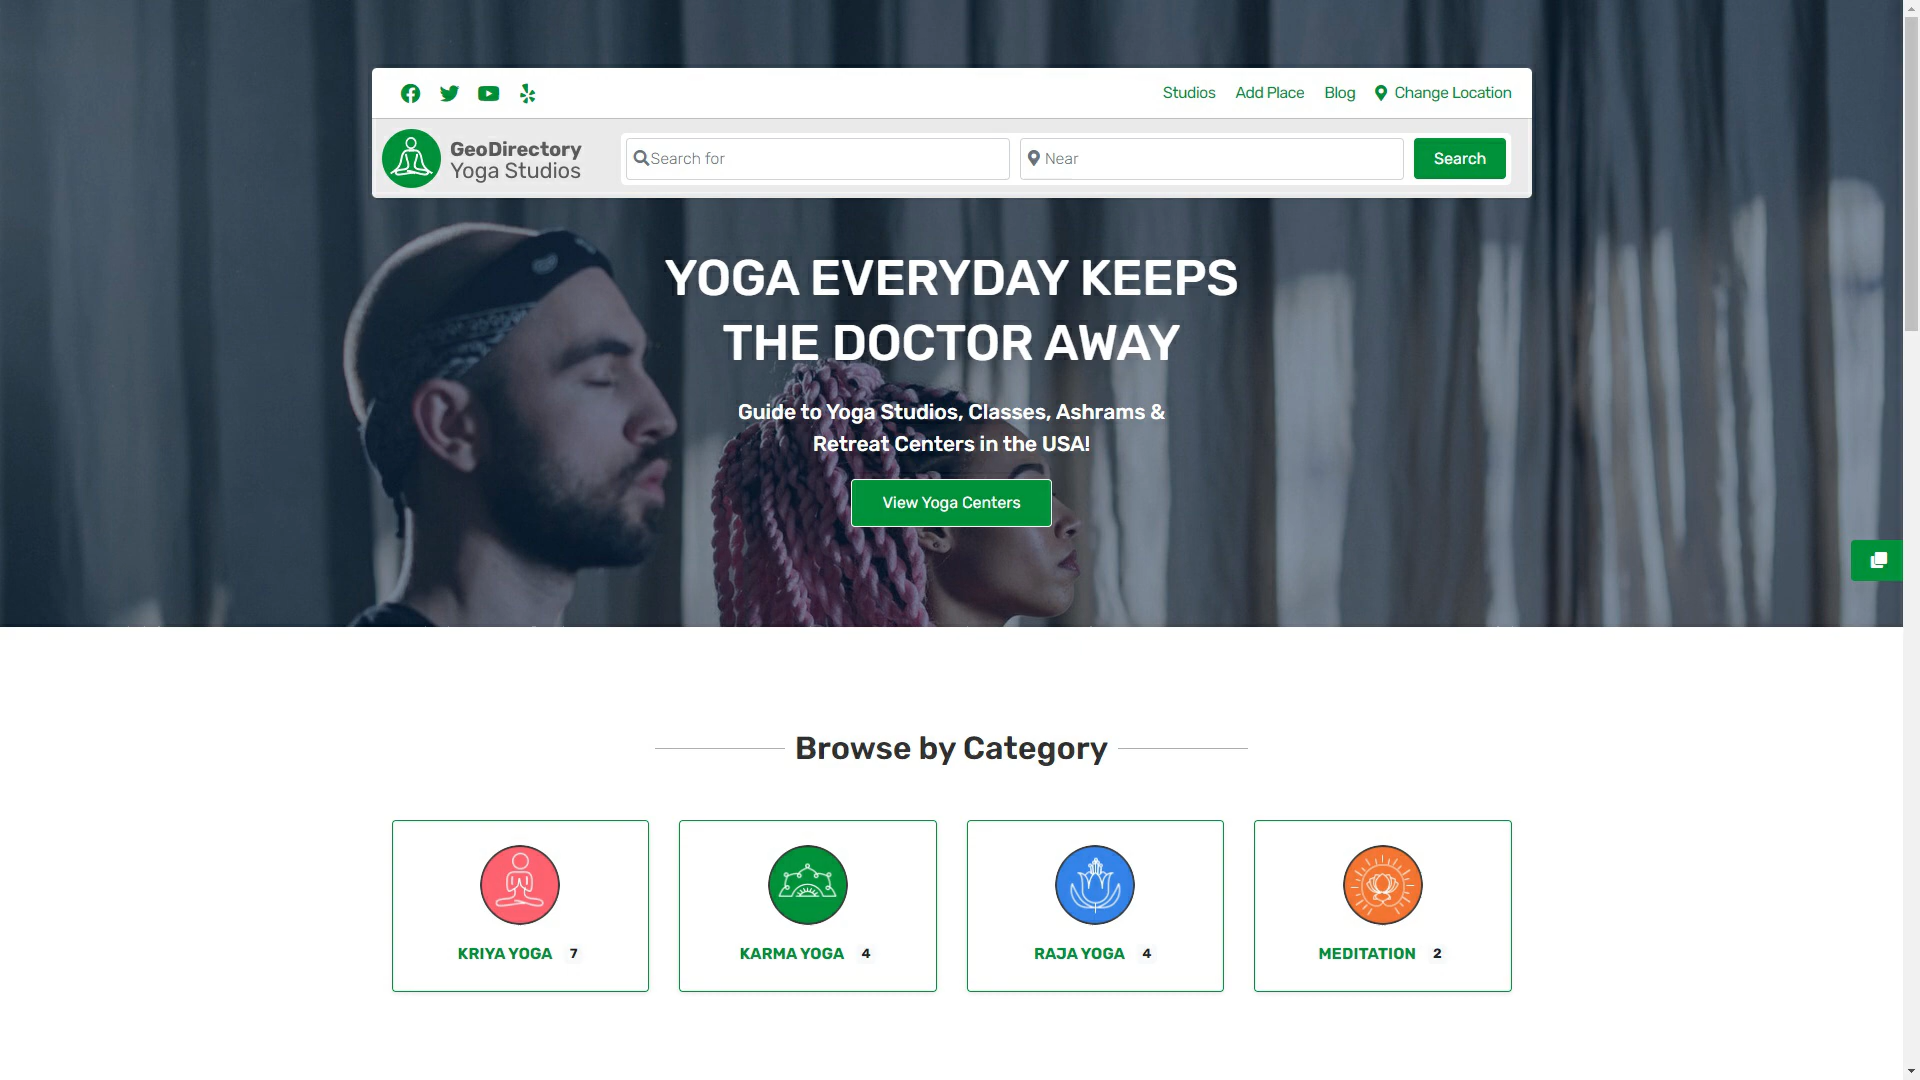 Studios Add Place Blog Change Location
GeoDirectory
Yoga Studios
Search for
Near
Search
YOGA EVERYDAY KEEPS
THE DOCTOR AWAY
Guide to Yoga Studios, Classes, Ashrams &
Retreat Centers in the USA!
View Yoga Centers
Browse by Category
KRIYA YOGA 7
KARMA YOGA 4
RAJA YOGA 4
MEDITATION 2